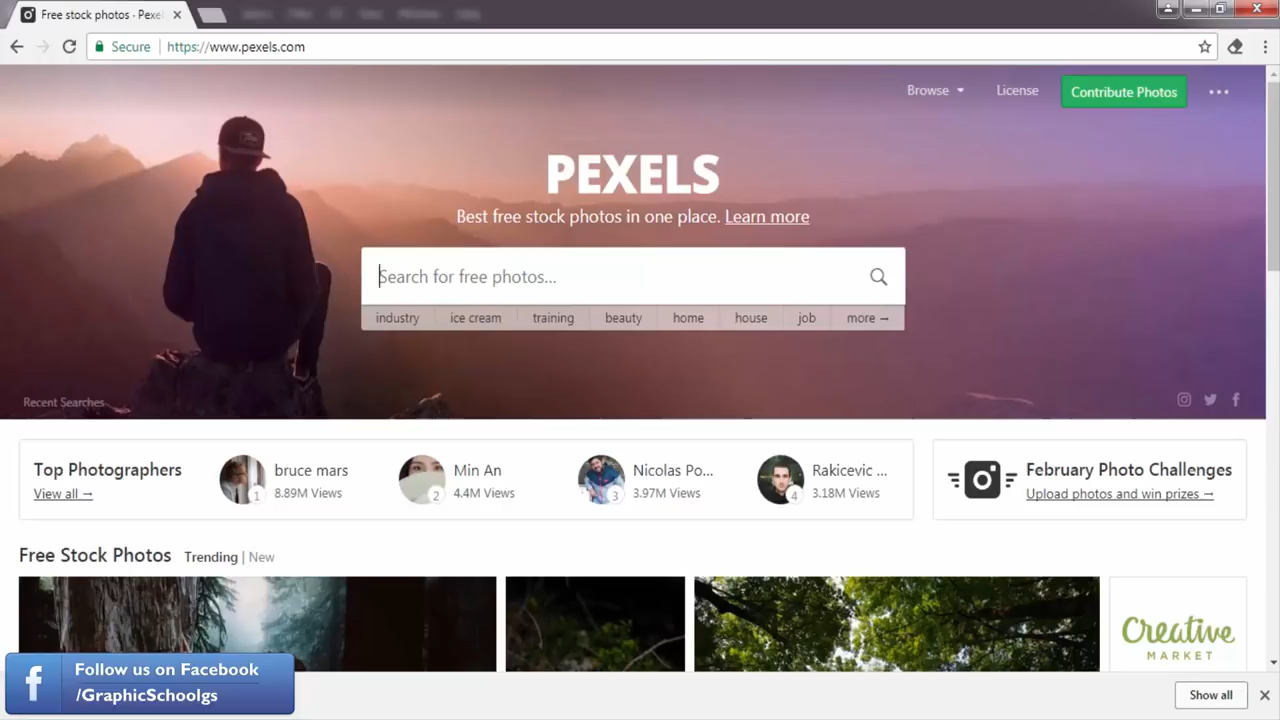 Free stock photos · Pexel
Secure
https://www.pexels.com
Browse
License
Contribute Photos
PEXELS
Best free stock photos in one place. Learn more
Search for free photos...
industry
ice cream
training
beauty
home
house
job
more →
Recent Searches
Top Photographers
View all →
1
bruce mars
8.89M Views
2
Min An
4.4M Views
3
Nicolas Po...
3.97M Views
4
Rakicevic ...
3.18M Views
February Photo Challenges
Upload photos and win prizes →
Free Stock Photos
Trending | New
Creative
MARKET
f
Follow us on Facebook
/GraphicSchoolgs
Show all